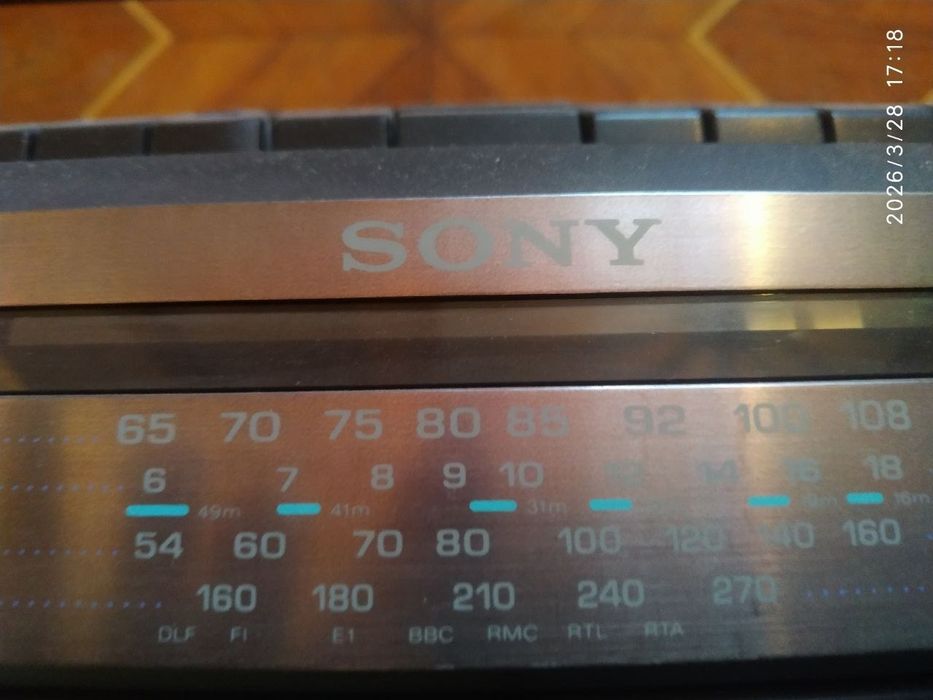 2026/3/28 17:18
SONY
65 70 75 80 85 92 100 108
6 7 8 9 10 12 14 16 18
49m 41m 31m 16m
54 60 70 80 100 120 140 160
160 180 210 240 270
DLF FI E1 BBC RMC RTL RTA